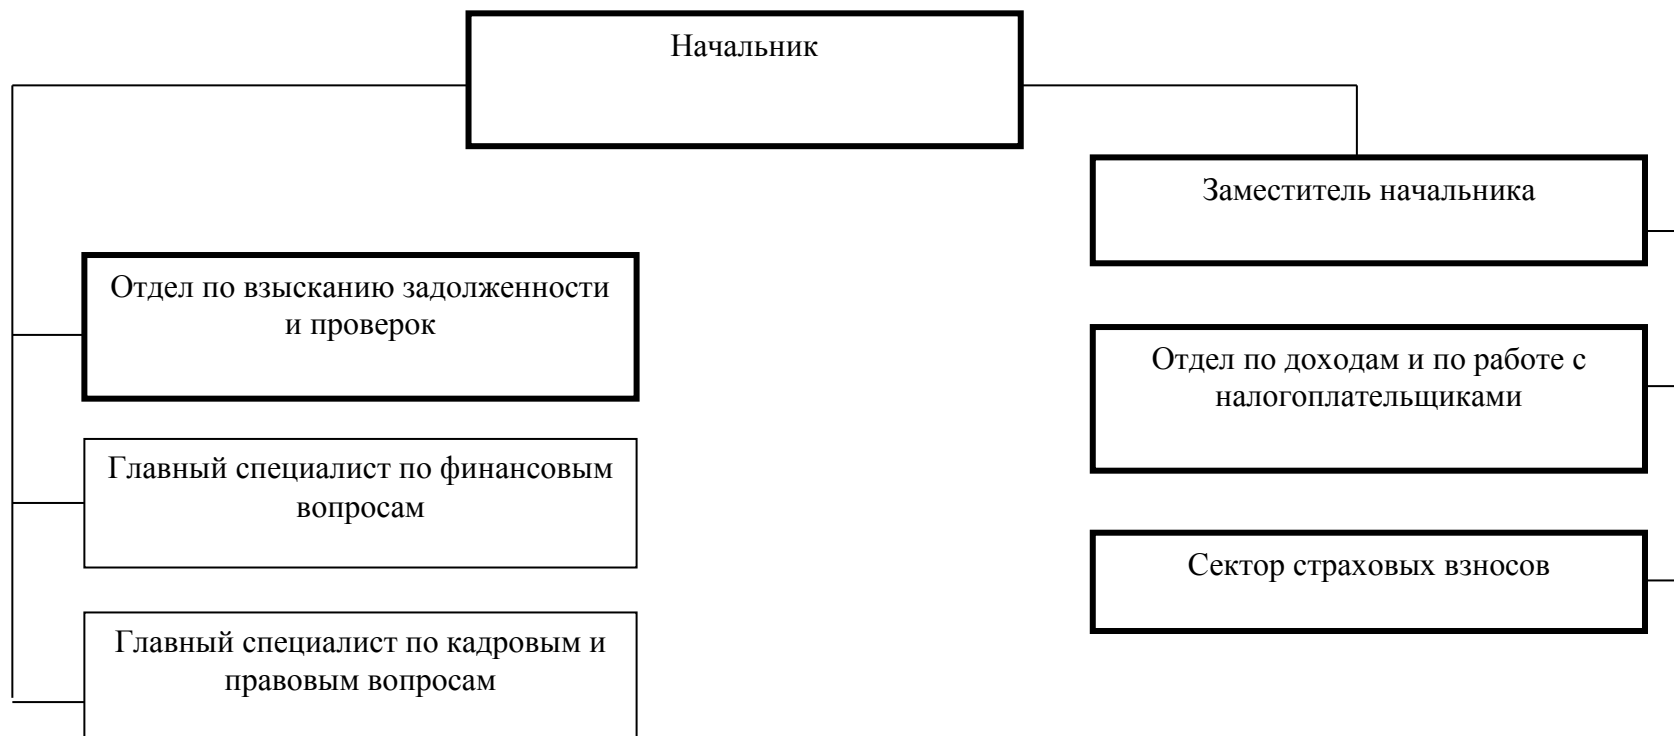 Начальник
Заместитель начальника
Отдел по взысканию задолженности
и проверок
Отдел по доходам и по работе с
налогоплательщиками
Главный специалист по финансовым
вопросам
Сектор страховых взносов
Главный специалист по кадровым и
правовым вопросам